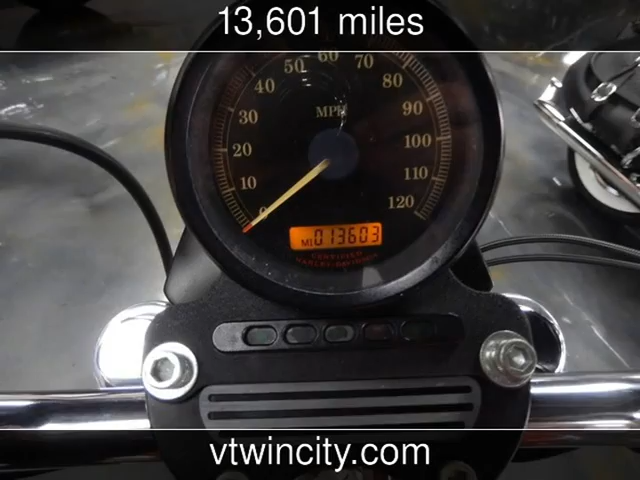 13,601 miles
50 60 70
40 80
30 MPH 90
20 100
10 110
0 120
MI 013603
CERTIFIED
HARLEY-DAVIDSON
vtwincity.com